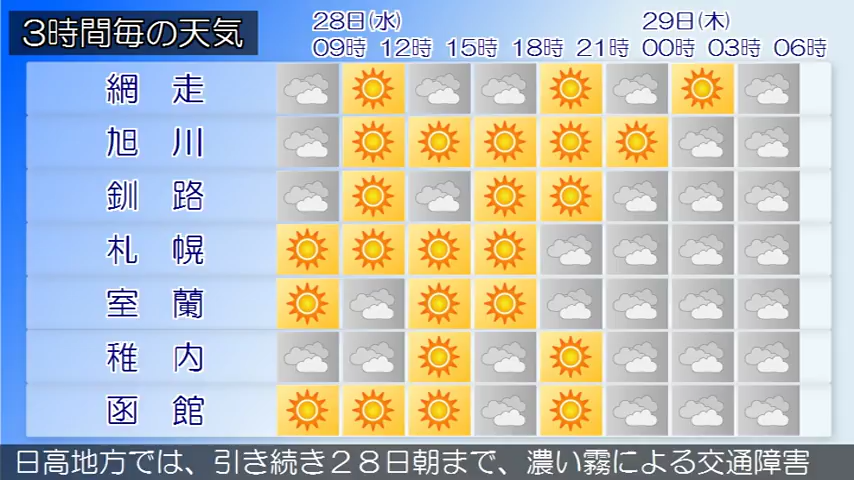 3時間毎の天気
28日(水) 29日(木)
09時 12時 15時 18時 21時 00時 03時 06時
網走
旭川
釧路
札幌
室蘭
稚内
函館
日高地方では、引き続き２８日朝まで、濃い霧による交通障害